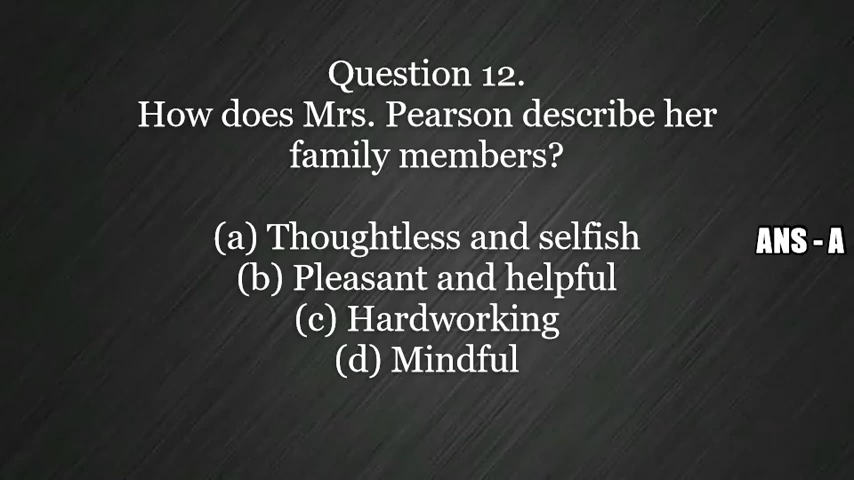 Question 12.
How does Mrs. Pearson describe her
family members?
(a) Thoughtless and selfish
(b) Pleasant and helpful
(c) Hardworking
(d) Mindful
ANS - A